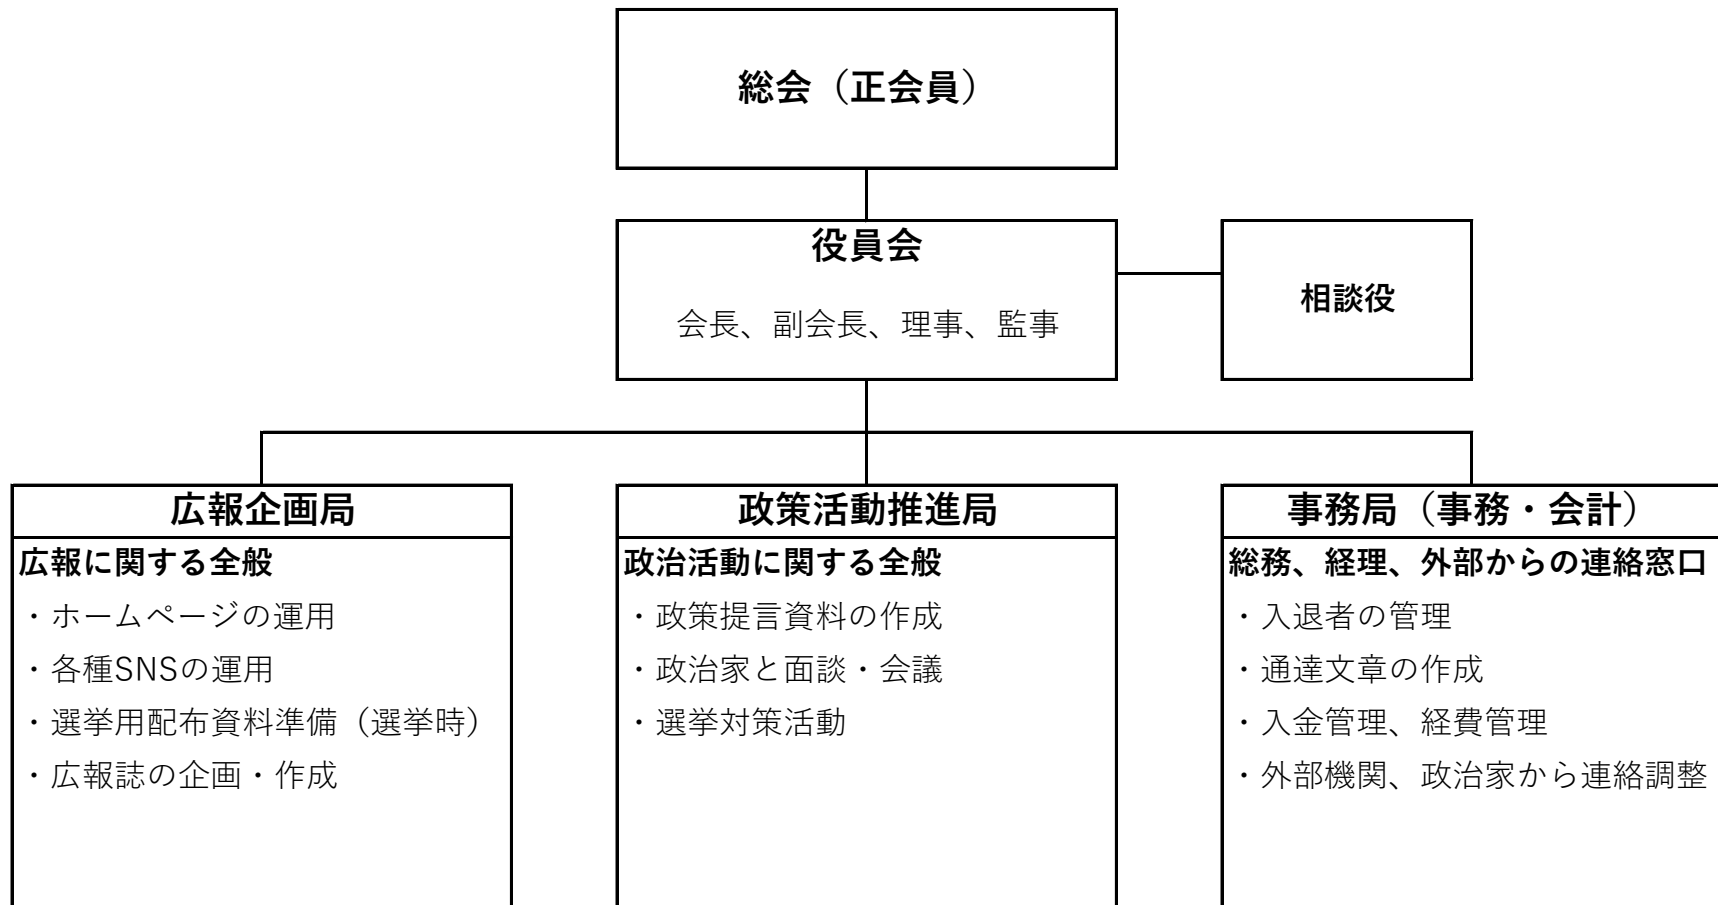 総会（正会員）
役員会
会長、副会長、理事、監事
相談役
広報企画局
広報に関する全般
・ホームページの運用
・各種SNSの運用
・選挙用配布資料準備（選挙時）
・広報誌の企画・作成
政策活動推進局
政治活動に関する全般
・政策提言資料の作成
・政治家と面談・会議
・選挙対策活動
事務局（事務・会計）
総務、経理、外部からの連絡窓口
・入退者の管理
・通達文章の作成
・入金管理、経費管理
・外部機関、政治家から連絡調整